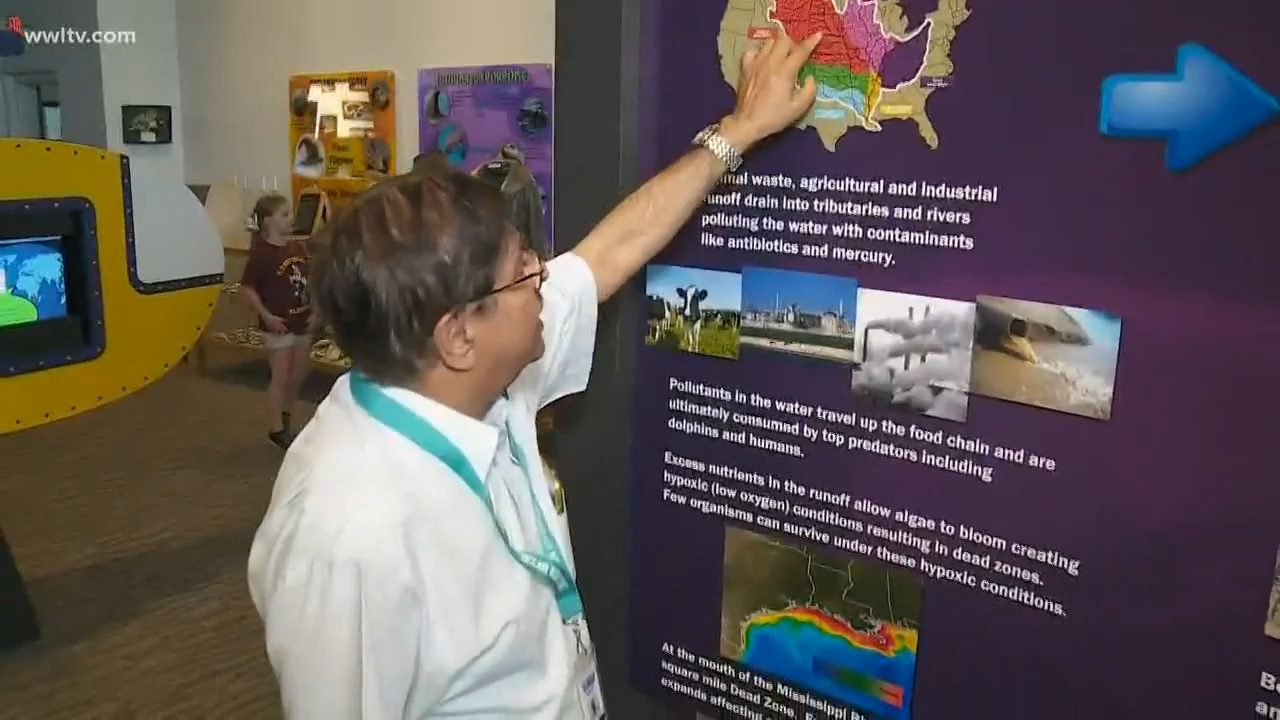 wwltv.com
waste, agricultural and industrial
runoff drain into tributaries and rivers
polluting the water with contaminants
like antibiotics and mercury.
Pollutants in the water travel up the food chain and are
ultimately consumed by top predators including
dolphins and humans.
Excess nutrients in the runoff allow algae to bloom creating
hypoxic (low oxygen) conditions resulting in dead zones.
Few organisms can survive under these hypoxic conditions.
At the mouth of the Mississippi
square mile Dead Zone.
expands affecting